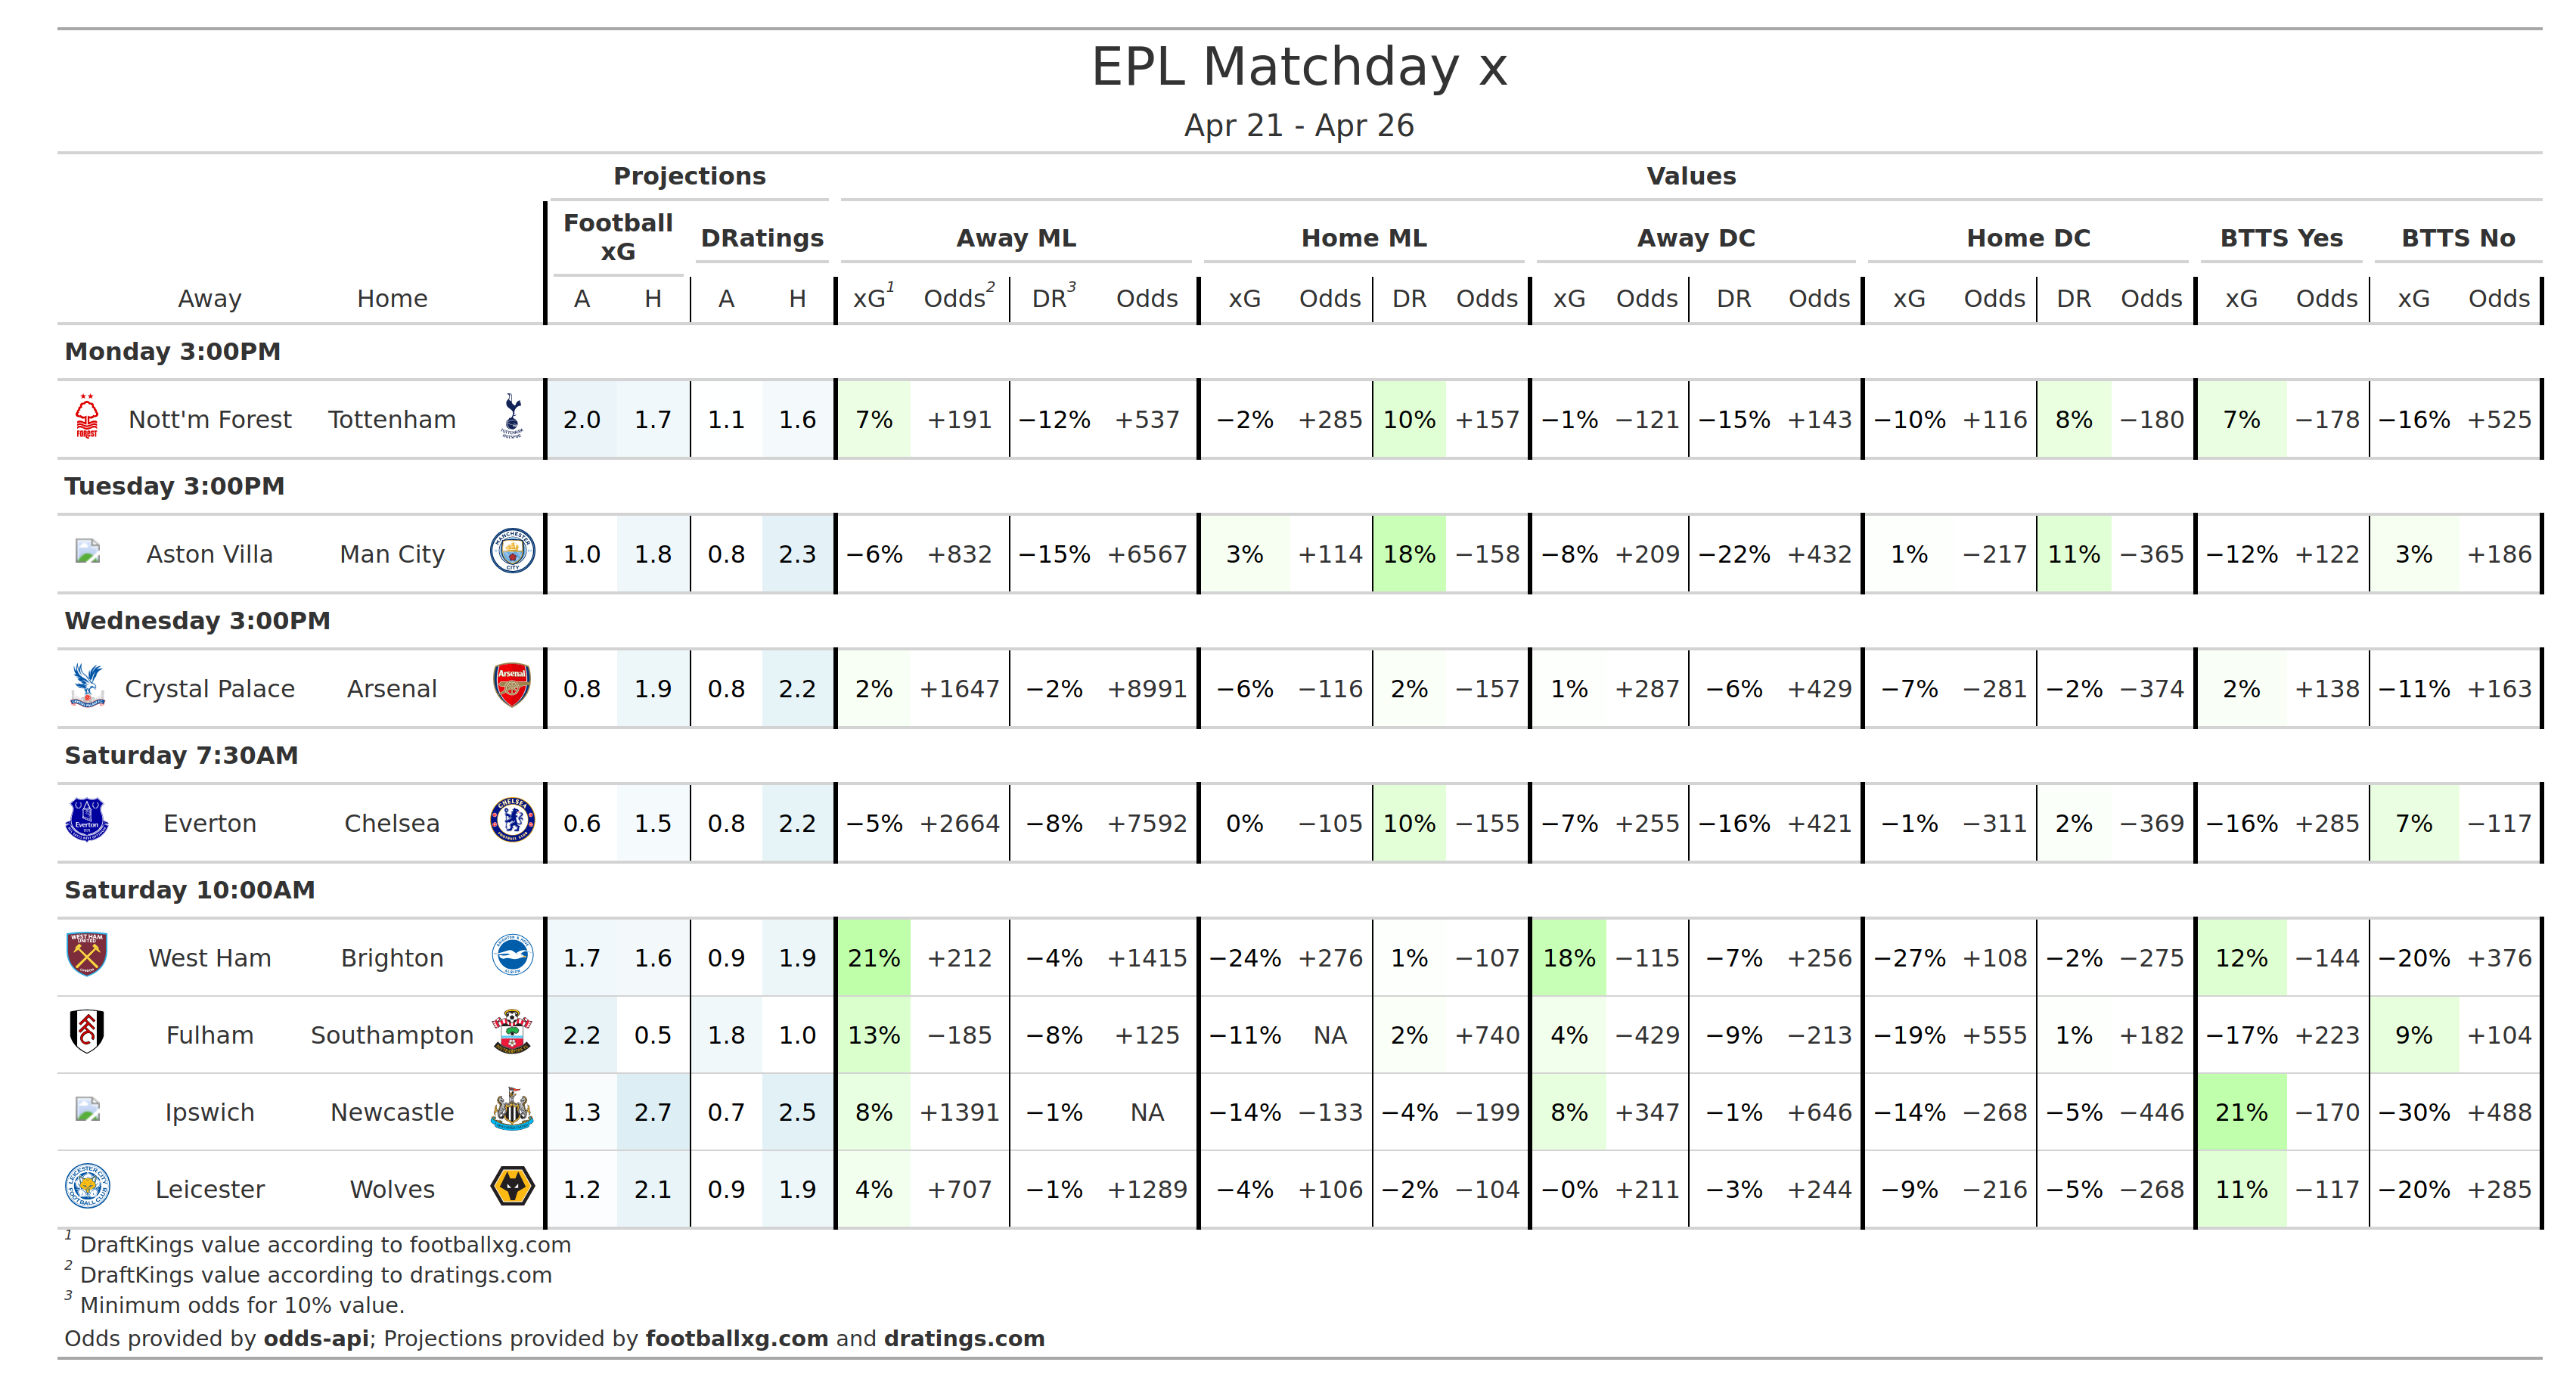 EPL Matchday x
Apr 21 - Apr 26
Projections Values
Football xG DRatings Away ML Home ML Away DC Home DC BTTS Yes BTTS No
Away Home A H A H xG1 Odds2 DR3 Odds xG Odds DR Odds xG Odds DR Odds xG Odds DR Odds xG Odds xG Odds
Monday 3:00PM
Nott'm Forest Tottenham 2.0 1.7 1.1 1.6 7% +191 −12% +537 −2% +285 10% +157 −1% −121 −15% +143 −10% +116 8% −180 7% −178 −16% +525
Tuesday 3:00PM
Aston Villa Man City 1.0 1.8 0.8 2.3 −6% +832 −15% +6567 3% +114 18% −158 −8% +209 −22% +432 1% −217 11% −365 −12% +122 3% +186
Wednesday 3:00PM
Crystal Palace Arsenal 0.8 1.9 0.8 2.2 2% +1647 −2% +8991 −6% −116 2% −157 1% +287 −6% +429 −7% −281 −2% −374 2% +138 −11% +163
Saturday 7:30AM
Everton Chelsea 0.6 1.5 0.8 2.2 −5% +2664 −8% +7592 0% −105 10% −155 −7% +255 −16% +421 −1% −311 2% −369 −16% +285 7% −117
Saturday 10:00AM
West Ham Brighton 1.7 1.6 0.9 1.9 21% +212 −4% +1415 −24% +276 1% −107 18% −115 −7% +256 −27% +108 −2% −275 12% −144 −20% +376
Fulham Southampton 2.2 0.5 1.8 1.0 13% −185 −8% +125 −11% NA 2% +740 4% −429 −9% −213 −19% +555 1% +182 −17% +223 9% +104
Ipswich Newcastle 1.3 2.7 0.7 2.5 8% +1391 −1% NA −14% −133 −4% −199 8% +347 −1% +646 −14% −268 −5% −446 21% −170 −30% +488
Leicester Wolves 1.2 2.1 0.9 1.9 4% +707 −1% +1289 −4% +106 −2% −104 −0% +211 −3% +244 −9% −216 −5% −268 11% −117 −20% +285
1 DraftKings value according to footballxg.com
2 DraftKings value according to dratings.com
3 Minimum odds for 10% value.
Odds provided by odds-api; Projections provided by footballxg.com and dratings.com